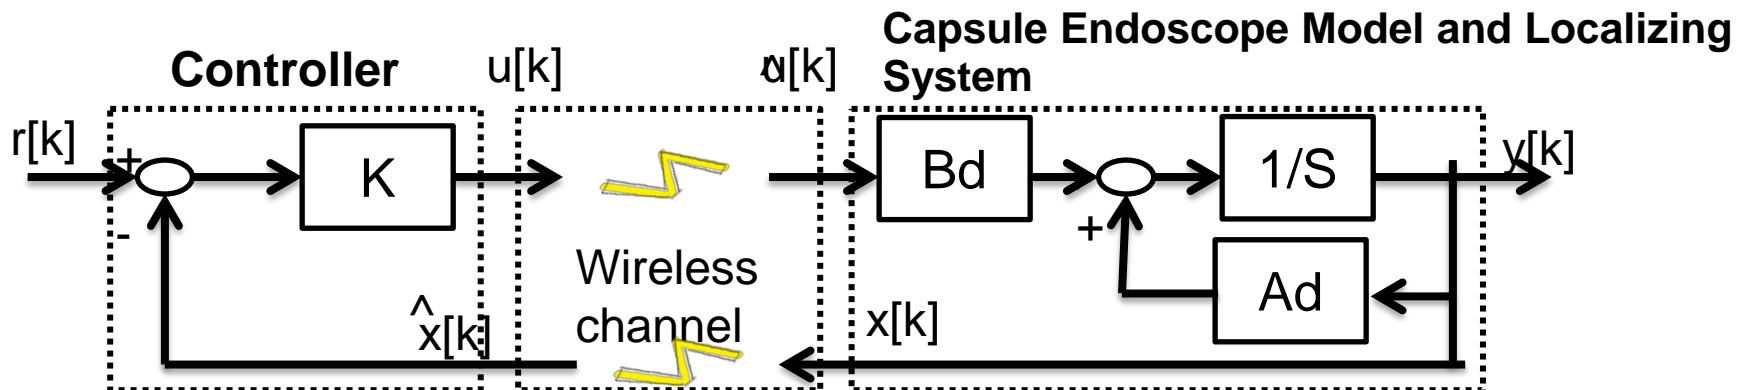 Capsule Endoscope Model and Localizing
System
Controller
u[k]
û[k]
r[k]
+
-
K
Bd
+
1/S
Ad
y[k]
Wireless
channel
^
x[k]
x[k]